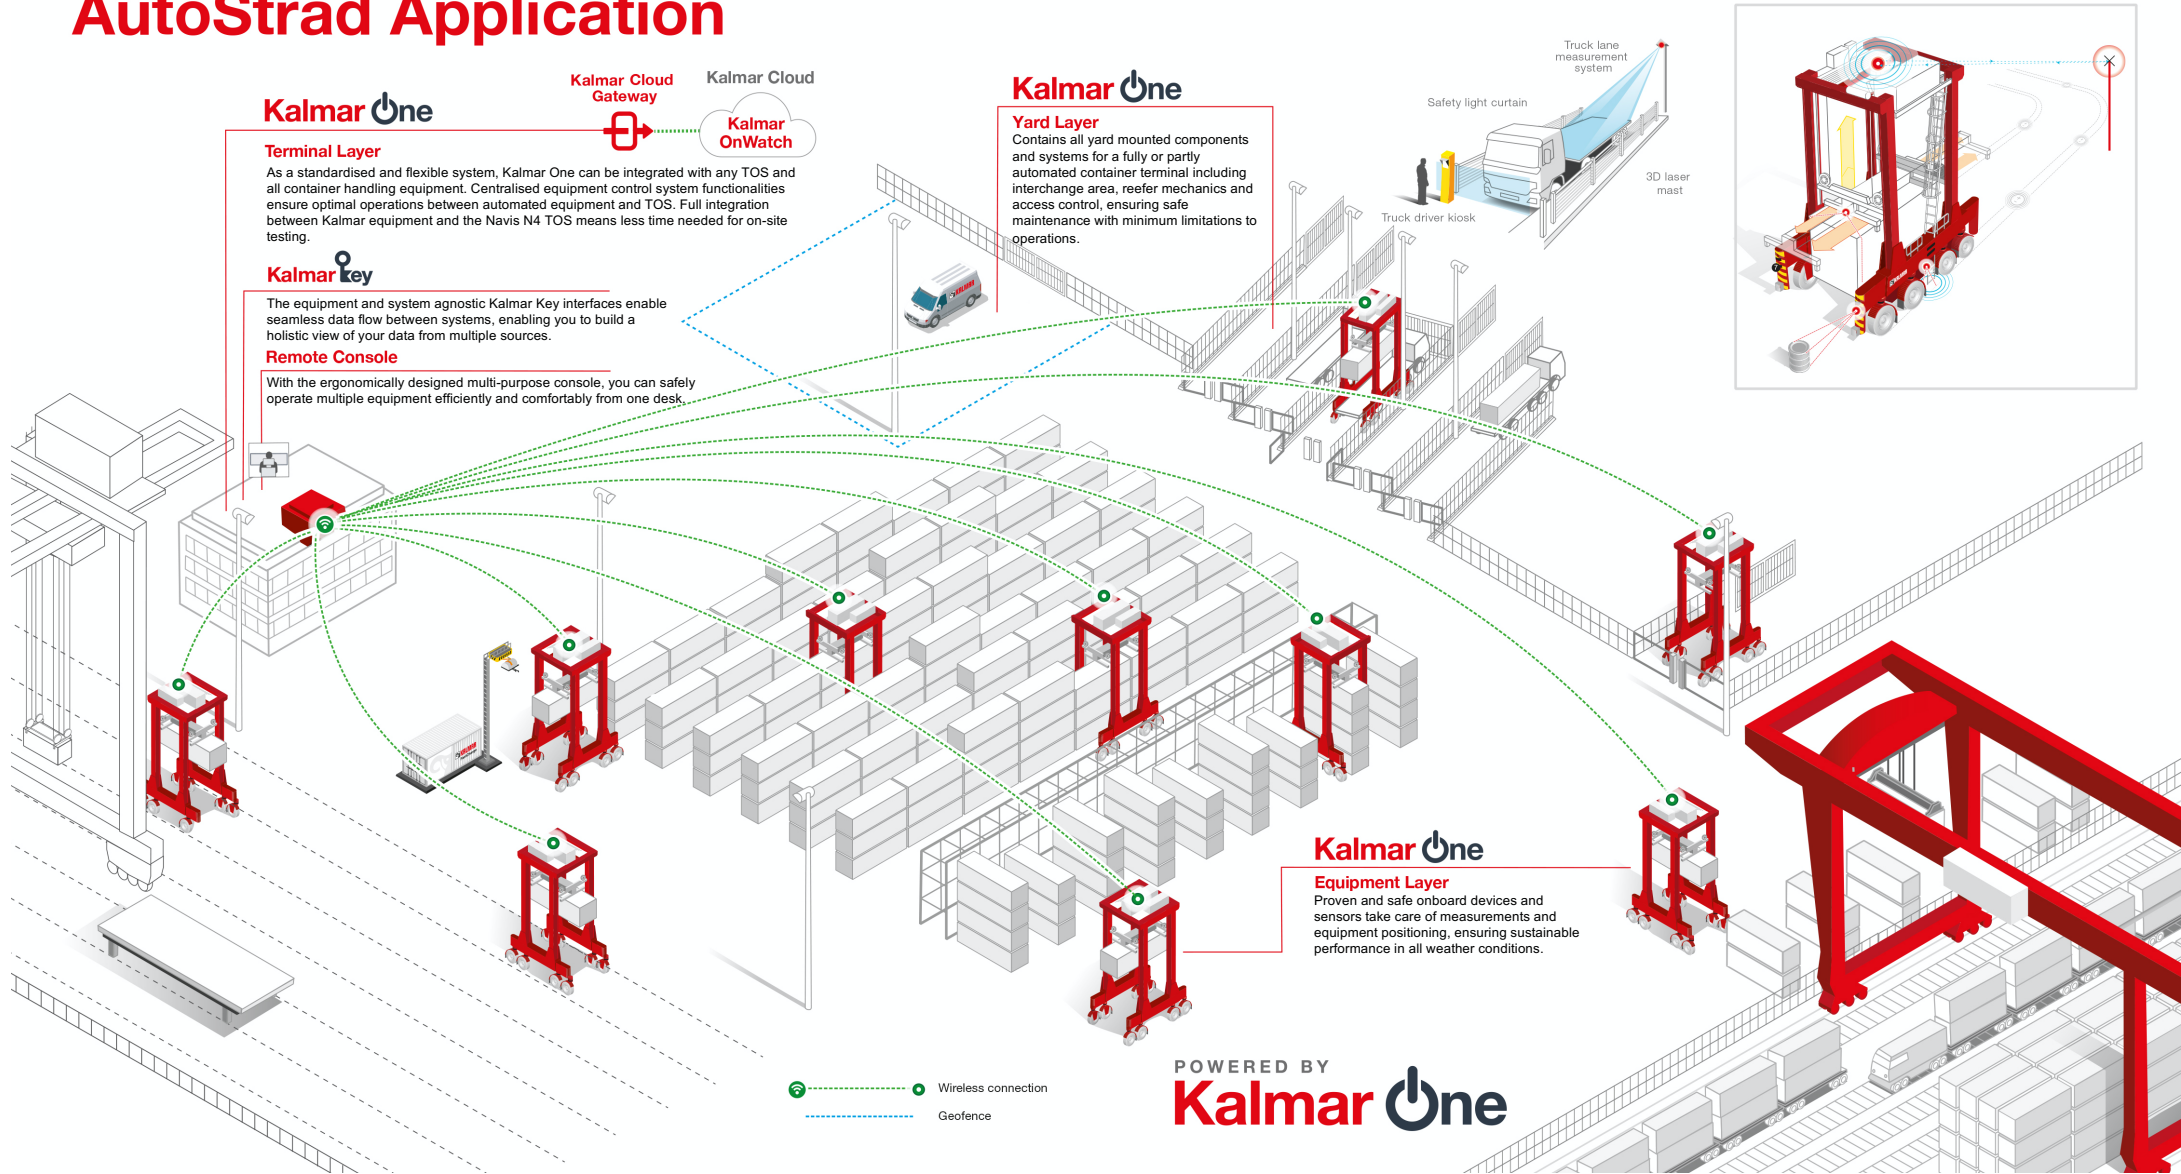 AutoStrad Application
Kalmar One
Terminal Layer
As a standardised and flexible system, Kalmar One can be integrated with any TOS and
all container handling equipment. Centralised equipment control system functionalities
ensure optimal operations between automated equipment and TOS. Full integration
between Kalmar equipment and the Navis N4 TOS means less time needed for on-site
testing.
Kalmar Cloud
Gateway
Kalmar Cloud
Kalmar
OnWatch
Kalmar Key
The equipment and system agnostic Kalmar Key interfaces enable
seamless data flow between systems, enabling you to build a
holistic view of your data from multiple sources.
Remote Console
With the ergonomically designed multi-purpose console, you can safely
operate multiple equipment efficiently and comfortably from one desk.
Kalmar One
Yard Layer
Contains all yard mounted components
and systems for a fully or partly
automated container terminal including
interchange area, reefer mechanics and
access control, ensuring safe
maintenance with minimum limitations to
operations.
Truck lane
measurement
system
Safety light curtain
3D laser
mast
Truck driver kiosk
KALMAR
KALMAR
Kalmar One
Equipment Layer
Proven and safe onboard devices and
sensors take care of measurements and
equipment positioning, ensuring sustainable
performance in all weather conditions.
Wireless connection
Geofence
POWERED BY
Kalmar One